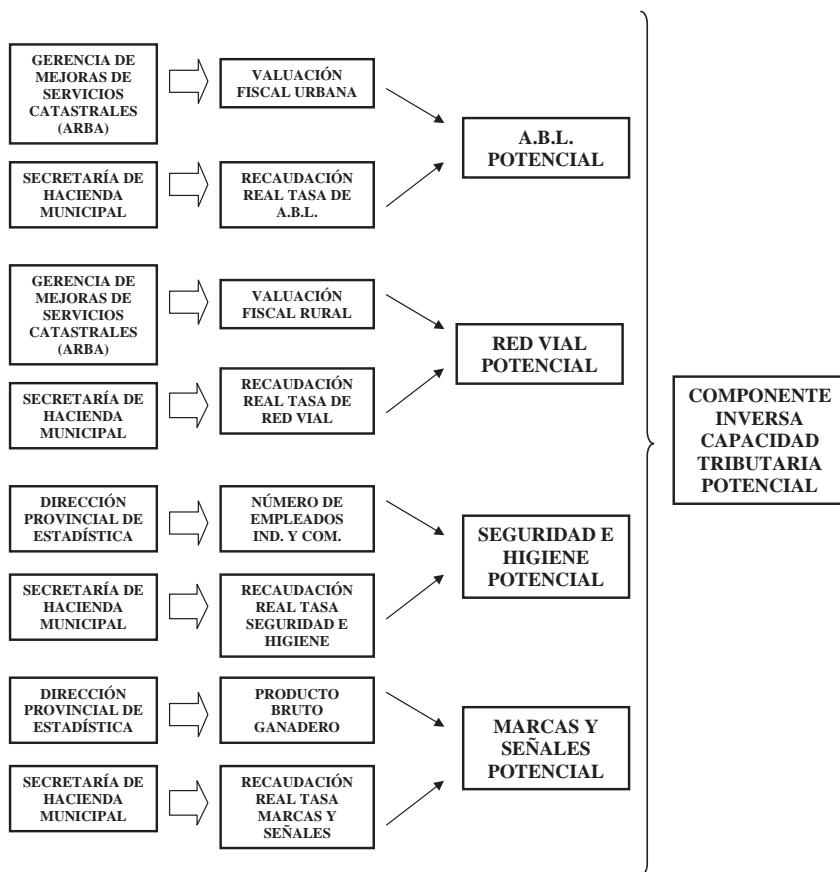 GERENCIA DE
MEJORAS DE
SERVICIOS
CATASTRALES
(ARBA)
VALUACIÓN
FISCAL URBANA
SECRETARÍA DE
HACIENDA
MUNICIPAL
RECAUDACIÓN
REAL TASA DE
A.B.L.
A.B.L.
POTENCIAL
GERENCIA DE
MEJORAS DE
SERVICIOS
CATASTRALES
(ARBA)
VALUACIÓN
FISCAL RURAL
SECRETARÍA DE
HACIENDA
MUNICIPAL
RECAUDACIÓN
REAL TASA DE
RED VIAL
RED VIAL
POTENCIAL
DIRECCIÓN
PROVINCIAL DE
ESTADÍSTICA
NÚMERO DE
EMPLEADOS
IND. Y COM.
SECRETARÍA DE
HACIENDA
MUNICIPAL
RECAUDACIÓN
REAL TASA
SEGURIDAD E
HIGIENE
SEGURIDAD E
HIGIENE
POTENCIAL
DIRECCIÓN
PROVINCIAL DE
ESTADÍSTICA
PRODUCTO
BRUTO
GANADERO
SECRETARÍA DE
HACIENDA
MUNICIPAL
RECAUDACIÓN
REAL TASA
MARCAS Y
SEÑALES
MARCAS Y
SEÑALES
POTENCIAL
COMPONENTE
INVERSA
CAPACIDAD
TRIBUTARIA
POTENCIAL